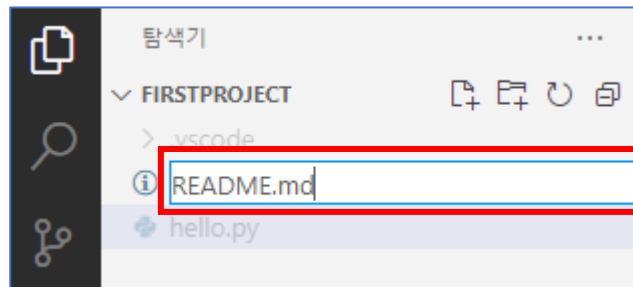 탐색기
FIRSTPROJECT
.vscode
README.md
hello.py